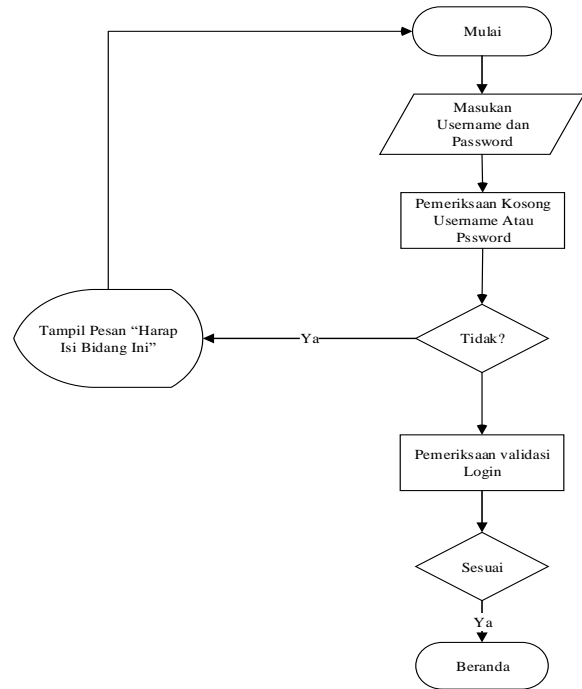 Mulai
Masukan
Username dan
Password
Pemeriksaan Kosong
Username Atau
Pssword
Tampil Pesan “Harap
Isi Bidang Ini”
Ya
Tidak?
Pemeriksaan validasi
Login
Sesuai
Ya
Beranda